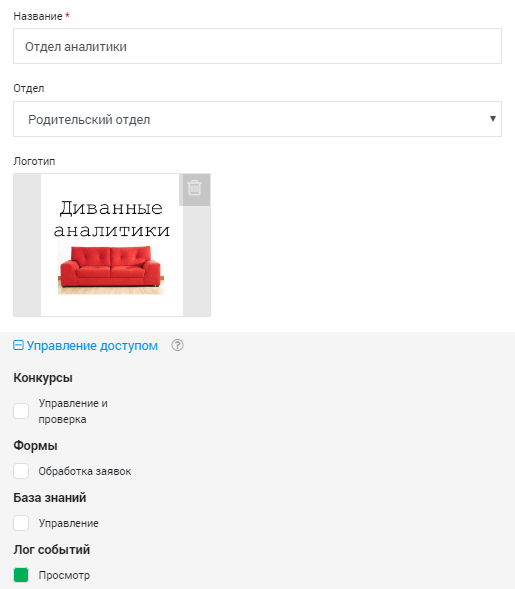 Название *
Отдел аналитики
Отдел
Родительский отдел
Логотип
Диванные
аналитики
Управление доступом ?
Конкурсы
Управление и
проверка
Формы
Обработка заявок
База знаний
Управление
Лог событий
Просмотр